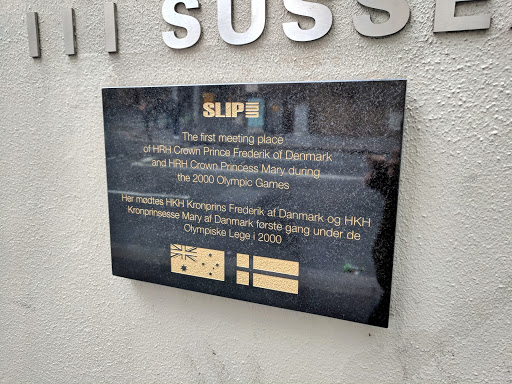 SUSSE
SLIP INN
The first meeting place
of HRH Crown Prince Frederik of Denmark
and HRH Crown Princess Mary during
the 2000 Olympic Games
Her mødtes HKH Kronprins Frederik af Danmark og HKH
Kronprinsesse Mary af Danmark første gang under de
Olympiske Lege i 2000